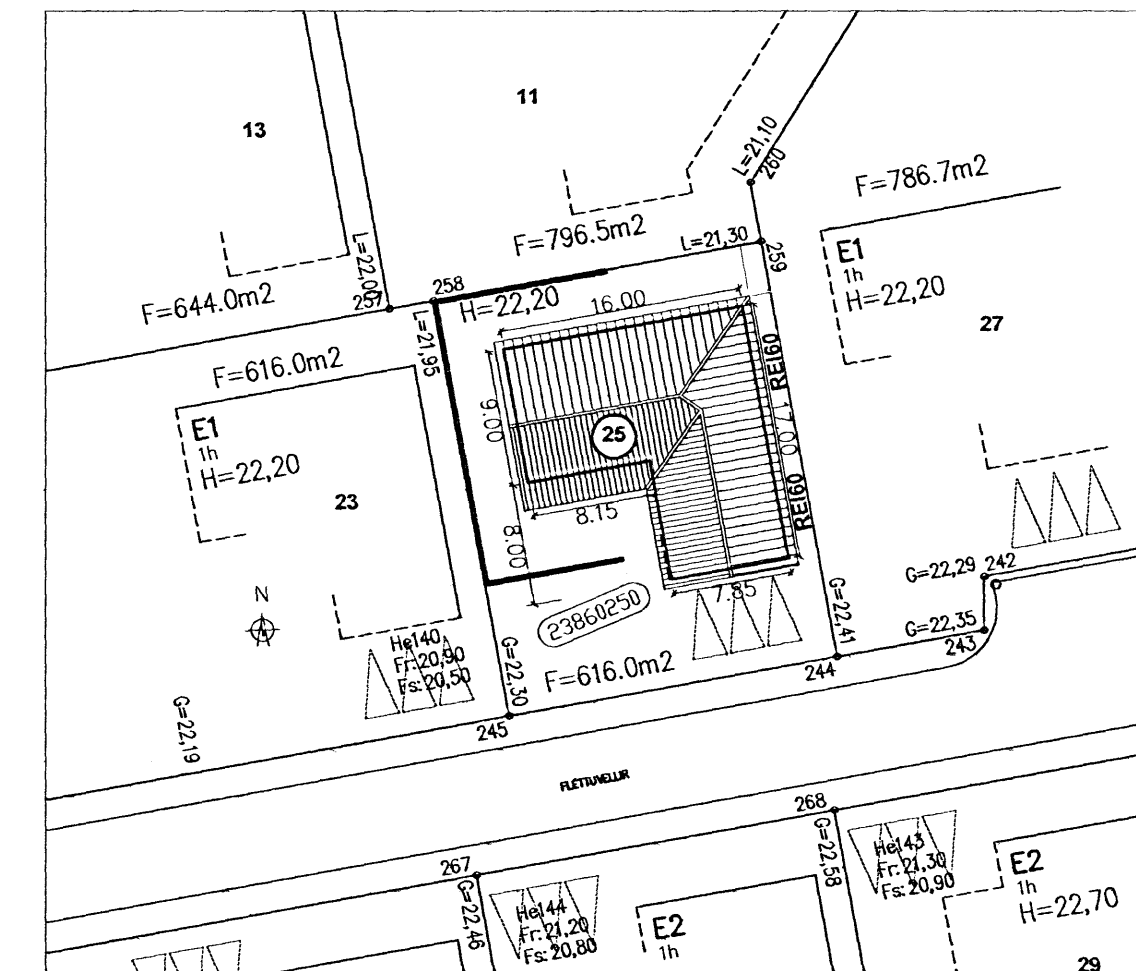 11
13
L=21,10
260
F=786.7m2
F=796.5m2
L=21,30
259
E1
1h
H=22,20
27
L=22,00
257
258
F=644.0m2
H=22,20
16.00
L=21,95
F=616.0m2
REI60
17.00
REI60
9.00
25
E1
1h
H=22,20
23
8.15
8.00
7.85
23860250
N
He140
Fr: 20,90
Fs: 20,50
G=22,30
F=616.0m2
G=22,41
244
G=22,29
242
G=22,35
243
G=22,19
245
FLÉTTUVELLIR
268
G=22,58
He143
Fr: 21,30
Fs: 20,90
E2
1h
H=22,70
29
267
G=22,46
He144
Fr: 21,20
Fs: 20,80
E2
1h